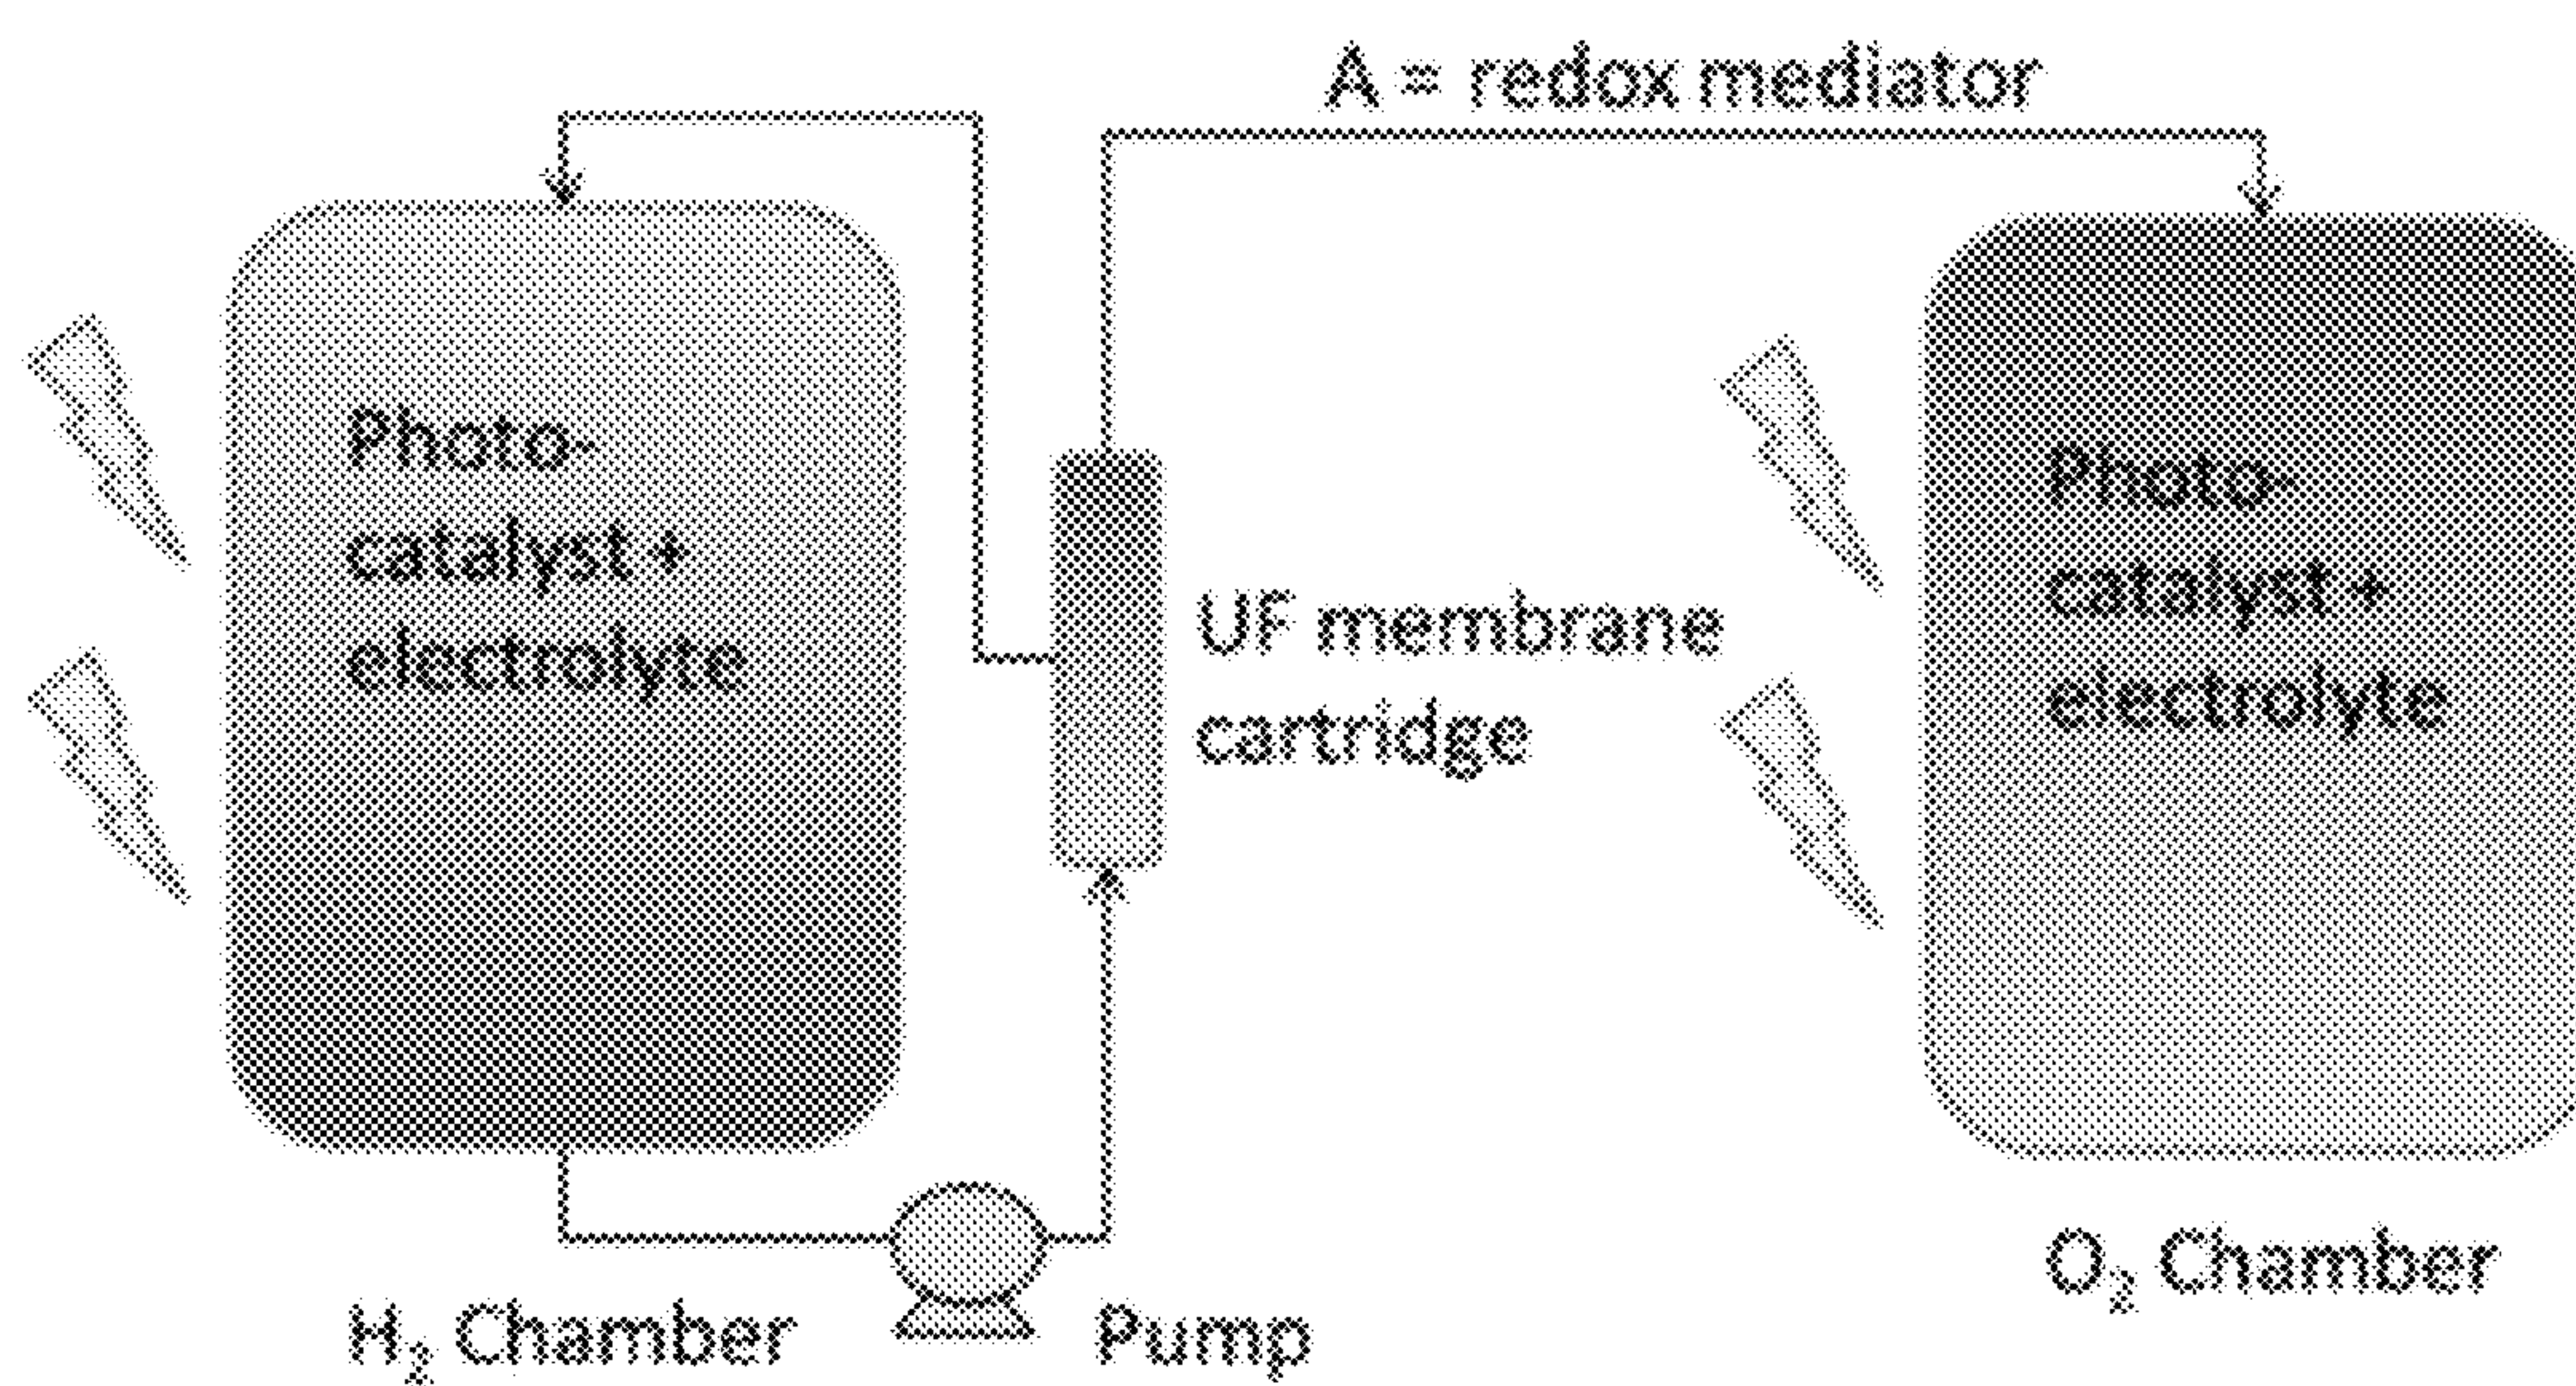 A = redox mediator
Photo-
catalyst +
electrolyte
UF membrane
cartridge
Photo-
catalyst +
electrolyte
H₂ Chamber
Pump
O₂ Chamber